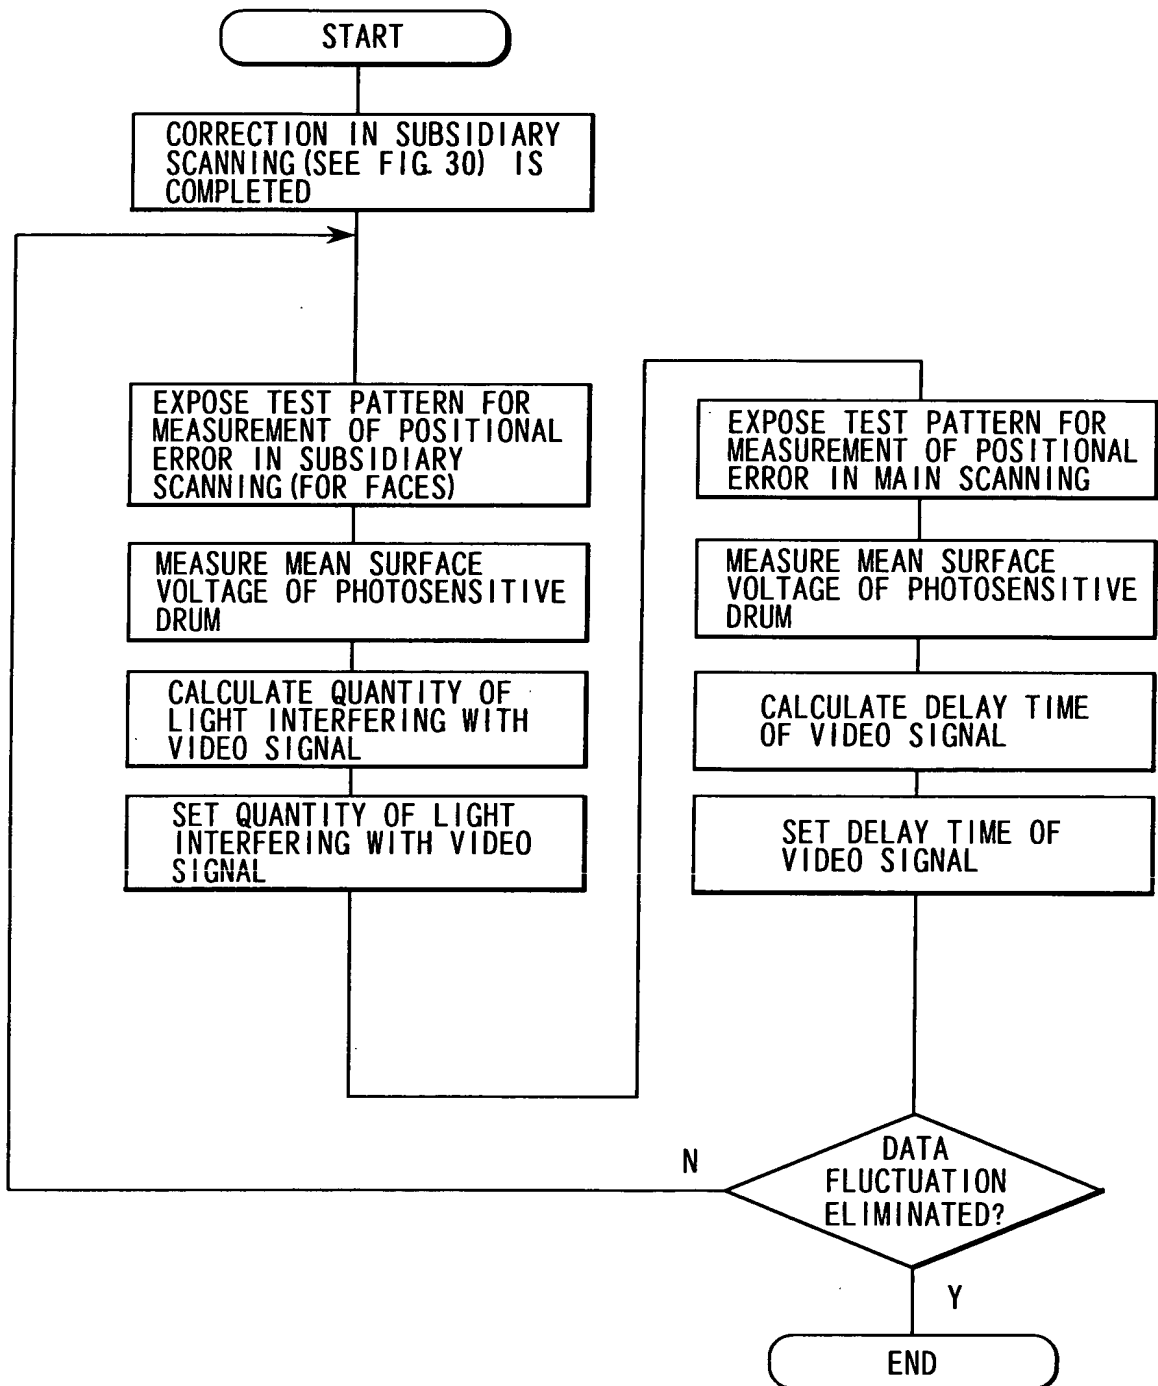 START
CORRECTION IN SUBSIDIARY
SCANNING (SEE FIG. 30) IS
COMPLETED
EXPOSE TEST PATTERN FOR
MEASUREMENT OF POSITIONAL
ERROR IN SUBSIDIARY
SCANNING (FOR FACES)
MEASURE MEAN SURFACE
VOLTAGE OF PHOTOSENSITIVE
DRUM
CALCULATE QUANTITY OF
LIGHT INTERFERING WITH
VIDEO SIGNAL
SET QUANTITY OF LIGHT
INTERFERING WITH VIDEO
SIGNAL
EXPOSE TEST PATTERN FOR
MEASUREMENT OF POSITIONAL
ERROR IN MAIN SCANNING
MEASURE MEAN SURFACE
VOLTAGE OF PHOTOSENSITIVE
DRUM
CALCULATE DELAY TIME
OF VIDEO SIGNAL
SET DELAY TIME OF
VIDEO SIGNAL
DATA
FLUCTUATION
ELIMINATED?
N
Y
END